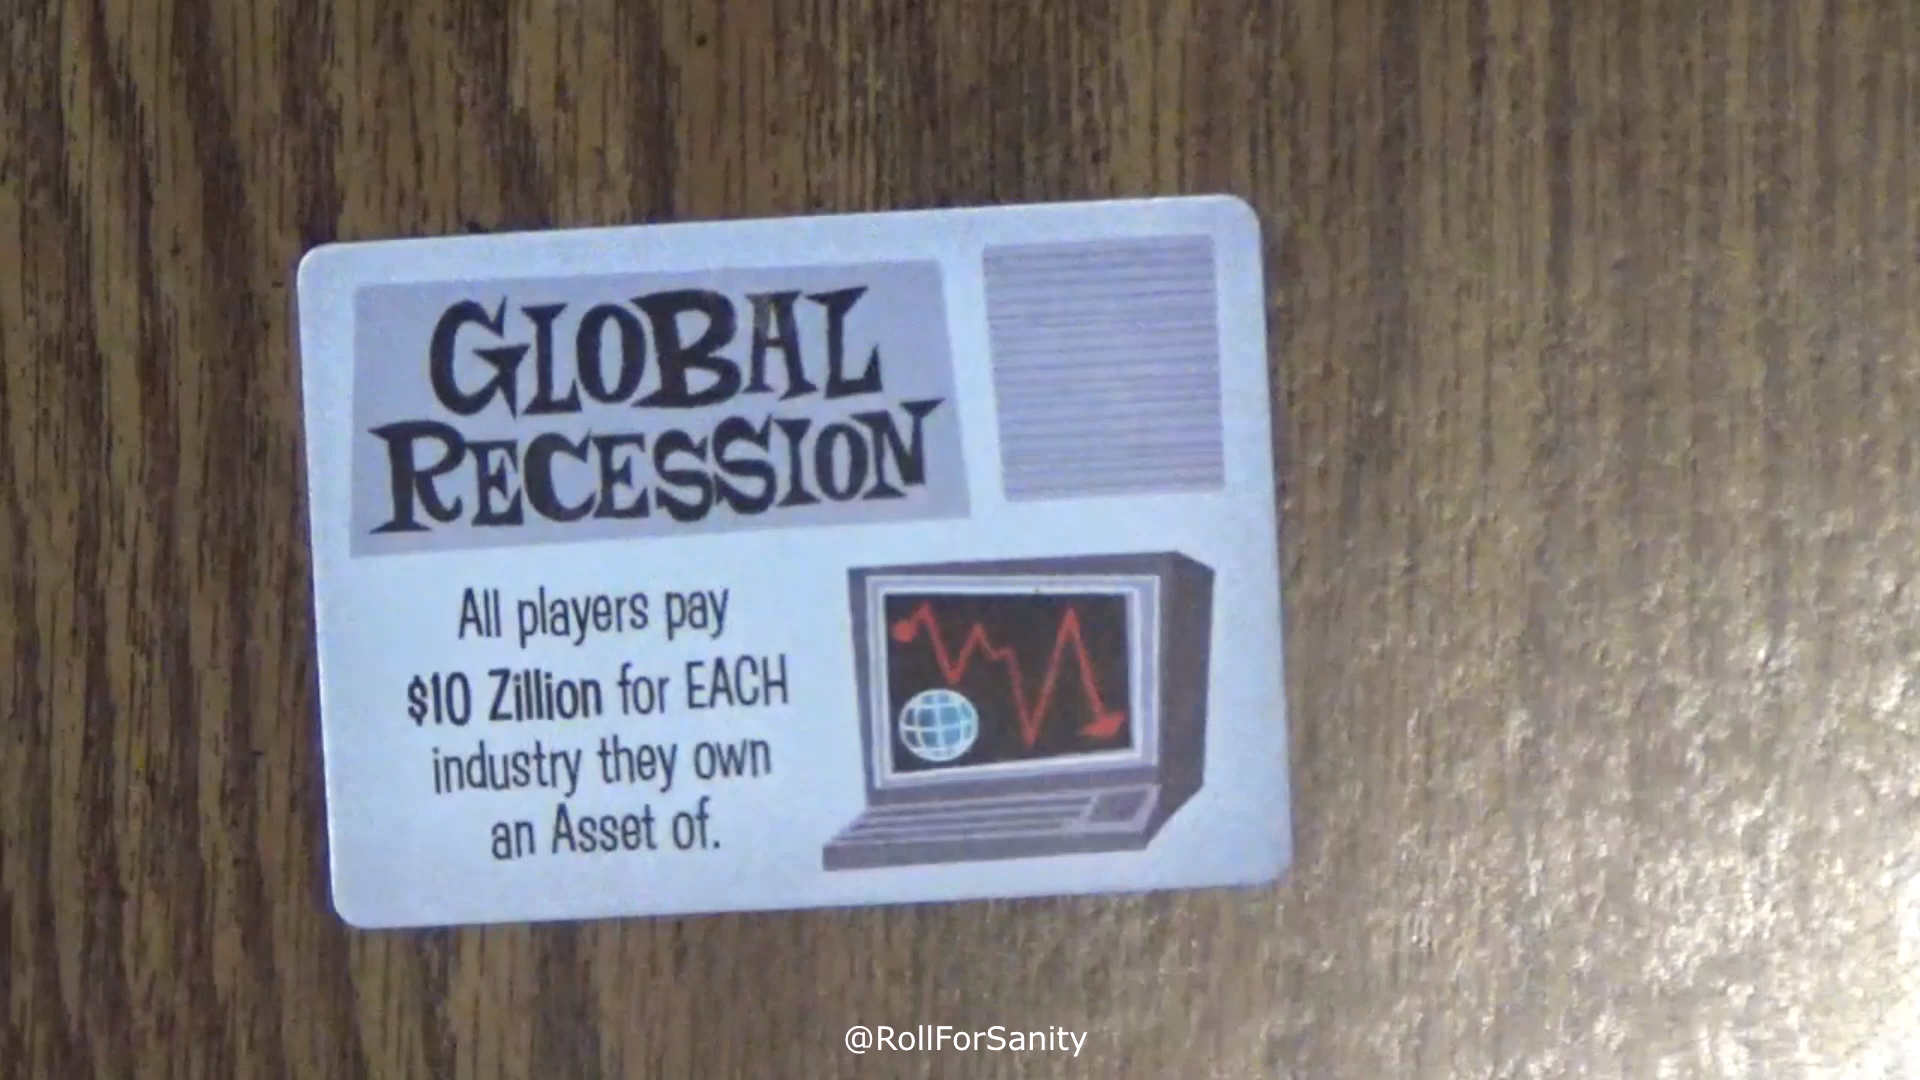 GLOBAL
RECESSION
All players pay
$10 Zillion for EACH
industry they own
an Asset of.
@RollForSanity